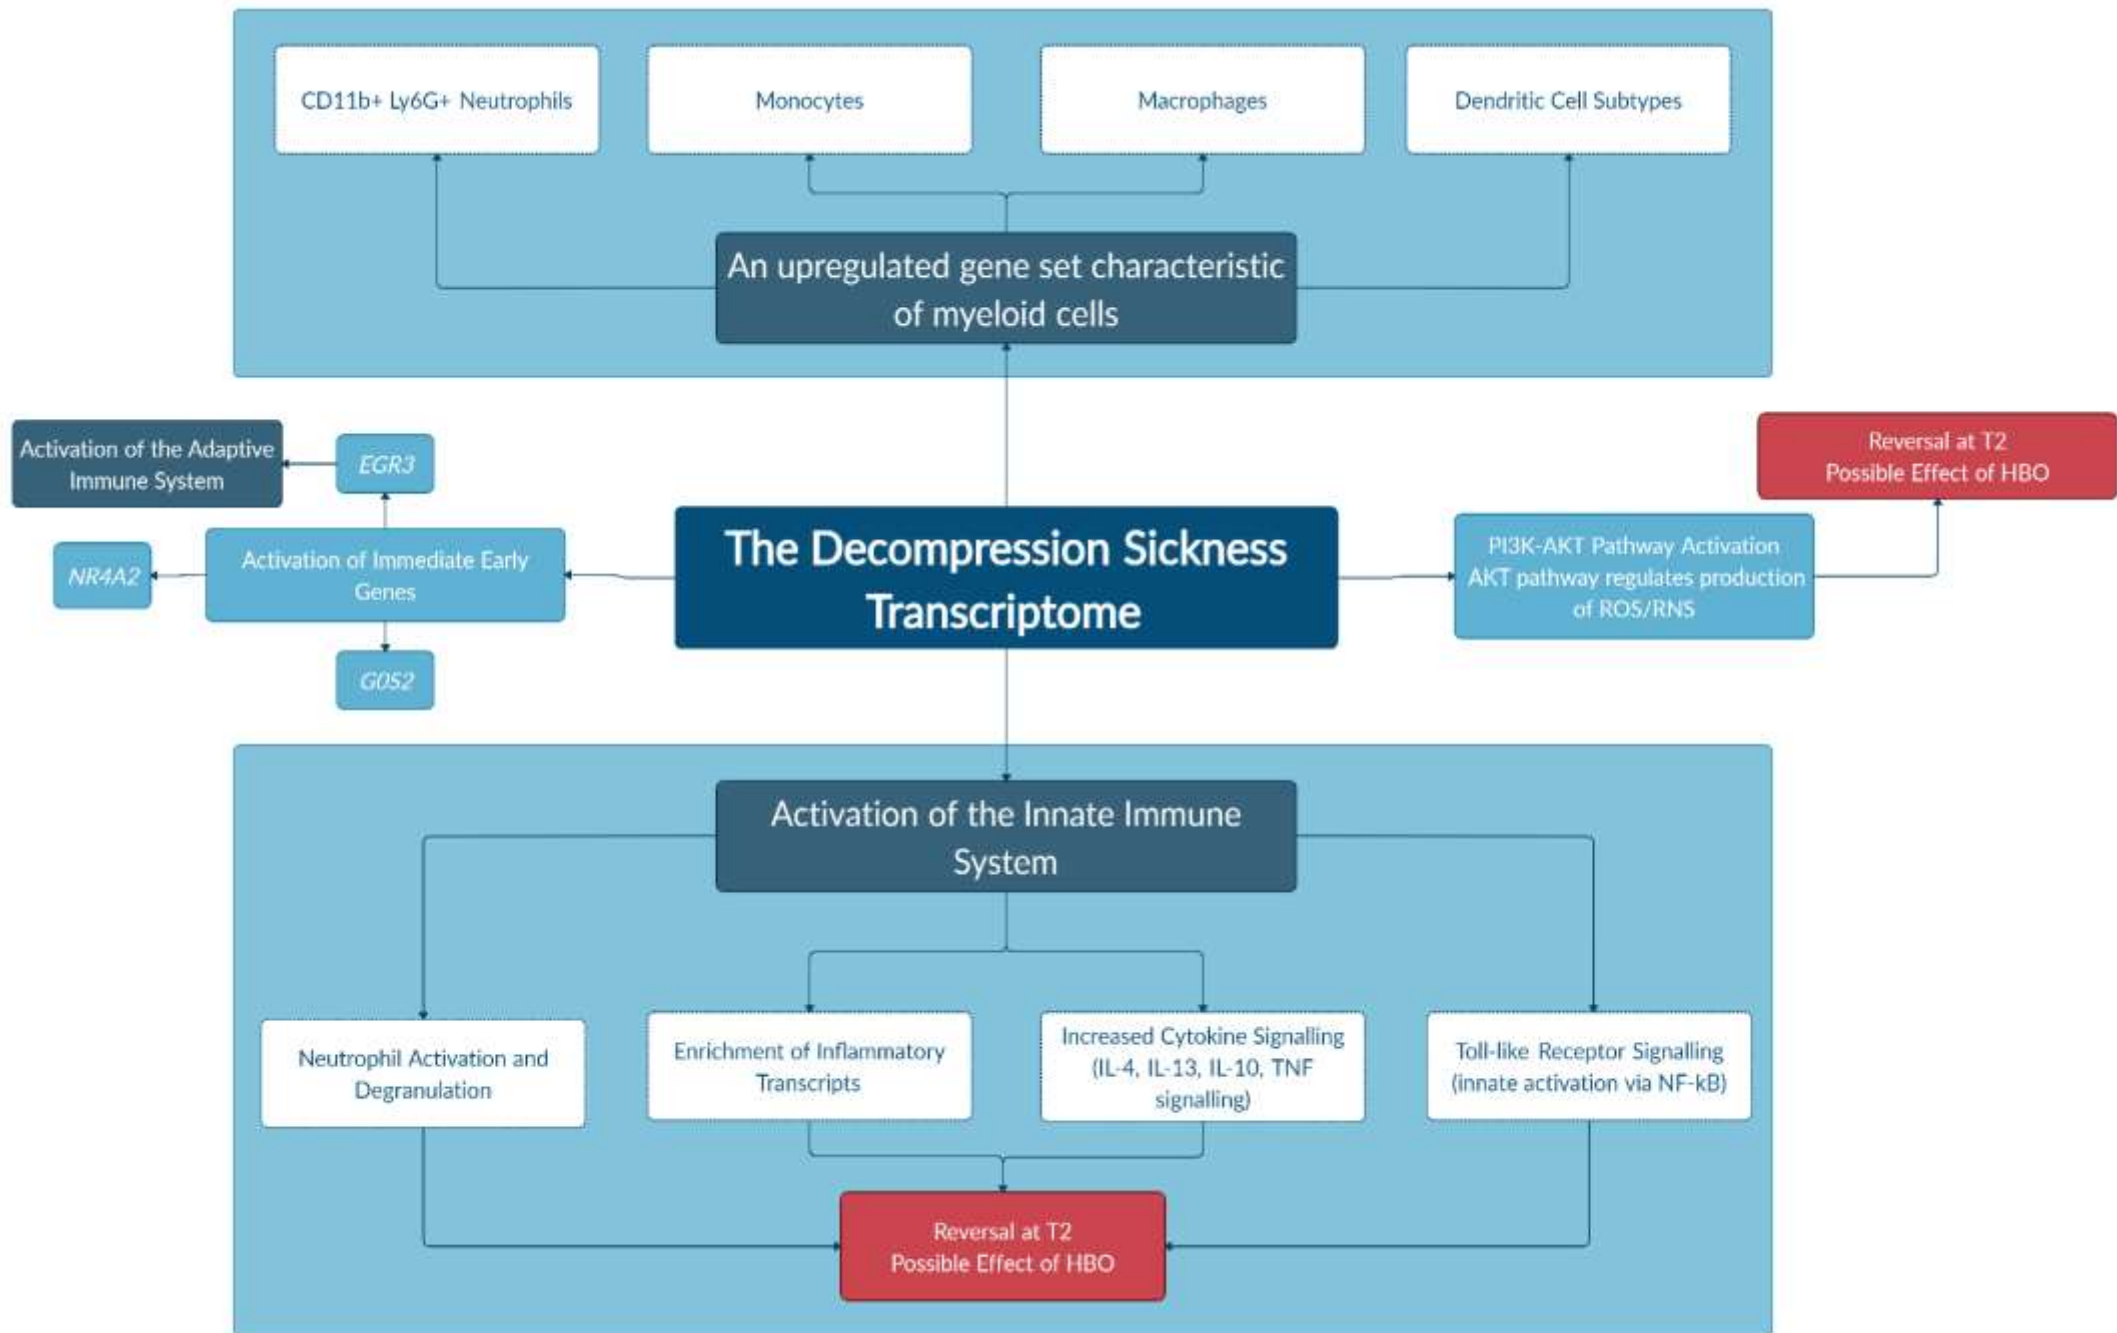 CD11b+ Ly6G+ Neutrophils
Monocytes
Macrophages
Dendritic Cell Subtypes
An upregulated gene set characteristic
of myeloid cells
Activation of the Adaptive
Immune System
EGR3
Reversal at T2
Possible Effect of HBO
NR4A2
Activation of Immediate Early
Genes
G0S2
The Decompression Sickness
Transcriptome
PI3K-AKT Pathway Activation
AKT pathway regulates production
of ROS/RNS
Activation of the Innate Immune
System
Neutrophil Activation and
Degranulation
Enrichment of Inflammatory
Transcripts
Increased Cytokine Signalling
(IL-4, IL-13, IL-10, TNF
signalling)
Toll-like Receptor Signalling
(innate activation via NF-kB)
Reversal at T2
Possible Effect of HBO